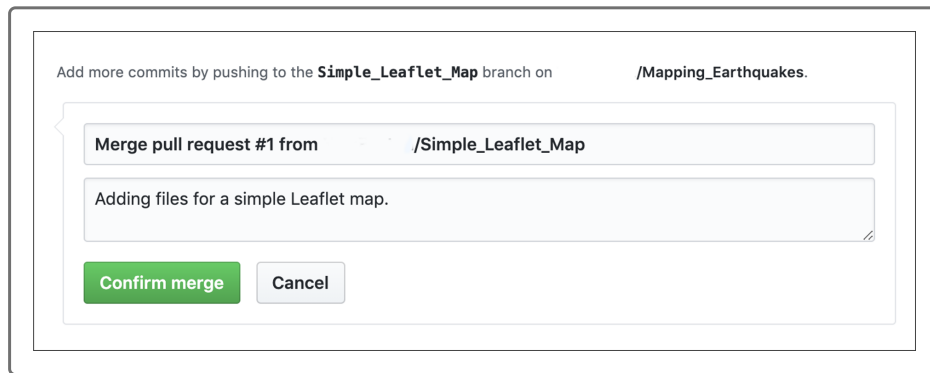 Add more commits by pushing to the Simple_Leaflet_Map branch on /Mapping_Earthquakes.
Merge pull request #1 from /Simple_Leaflet_Map
Adding files for a simple Leaflet map.
Confirm merge Cancel